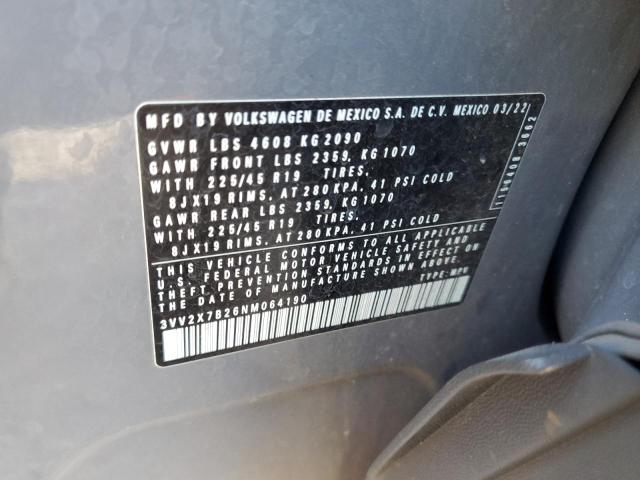 MFD BY VOLKSWAGEN DE MEXICO S.A. DE C.V. MEXICO 03/22
GVWR LBS 4608 KG 2090
GAWR FRONT LBS 2359, KG 1070
WITH 225/45 R19 TIRES,
8JX19 RIMS, AT 280 KPA, 41 PSI COLD
GAWR REAR LBS 2359, KG 1070
WITH 225/45 R19 TIRES,
8JX19 RIMS, AT 280 KPA, 41 PSI COLD
THIS VEHICLE CONFORMS TO ALL APPLICABLE
U.S. FEDERAL MOTOR VEHICLE SAFETY AND
THEFT PREVENTION STANDARDS IN EFFECT ON
THE DATE OF MANUFACTURE SHOWN ABOVE
3VV2X7B26NM064190 TYPE: MPV